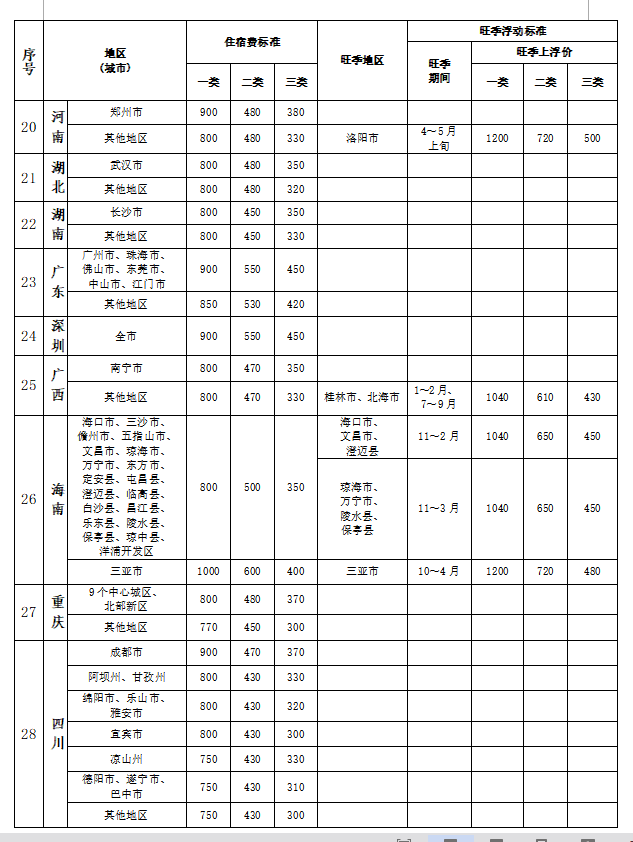 序号 地区（城市） 住宿费标准 旺季地区 旺季浮动标准
旺季期间 旺季上浮价
一类 二类 三类 一类 二类 三类
20 河南 郑州市 900 480 380
其他地区 800 480 330 洛阳市 4～5月上旬 1200 720 500
21 湖北 武汉市 800 480 350
其他地区 800 480 320
22 湖南 长沙市 800 450 350
其他地区 800 450 330
23 广东 广州市、珠海市、
佛山市、东莞市、
中山市、江门市 900 550 450
其他地区 850 530 420
24 深圳 全市 900 550 450
25 广西 南宁市 800 470 350
其他地区 800 470 330 桂林市、北海市 1～2月、7～9月 1040 610 430
26 海南 海口市、三沙市、
儋州市、五指山市、
文昌市、琼海市、
万宁市、东方市、
定安县、屯昌县、
澄迈县、临高县、
白沙县、昌江县、
乐东县、陵水县、
保亭县、琼中县、
洋浦开发区 800 500 350
海口市、
文昌市、
澄迈县 11～2月 1040 650 450
琼海市、
万宁市、
陵水县、
保亭县 11～3月 1040 650 450
三亚市 1000 600 400 三亚市 10～4月 1200 720 480
27 重庆 9个中心城区、
北部新区 800 480 370
其他地区 770 450 300
28 四川 成都市 900 470 370
阿坝州、甘孜州 800 430 330
绵阳市、乐山市、
雅安市 800 430 320
宜宾市 800 430 300
凉山州 750 430 330
德阳市、遂宁市、
巴中市 750 430 310
其他地区 750 430 300